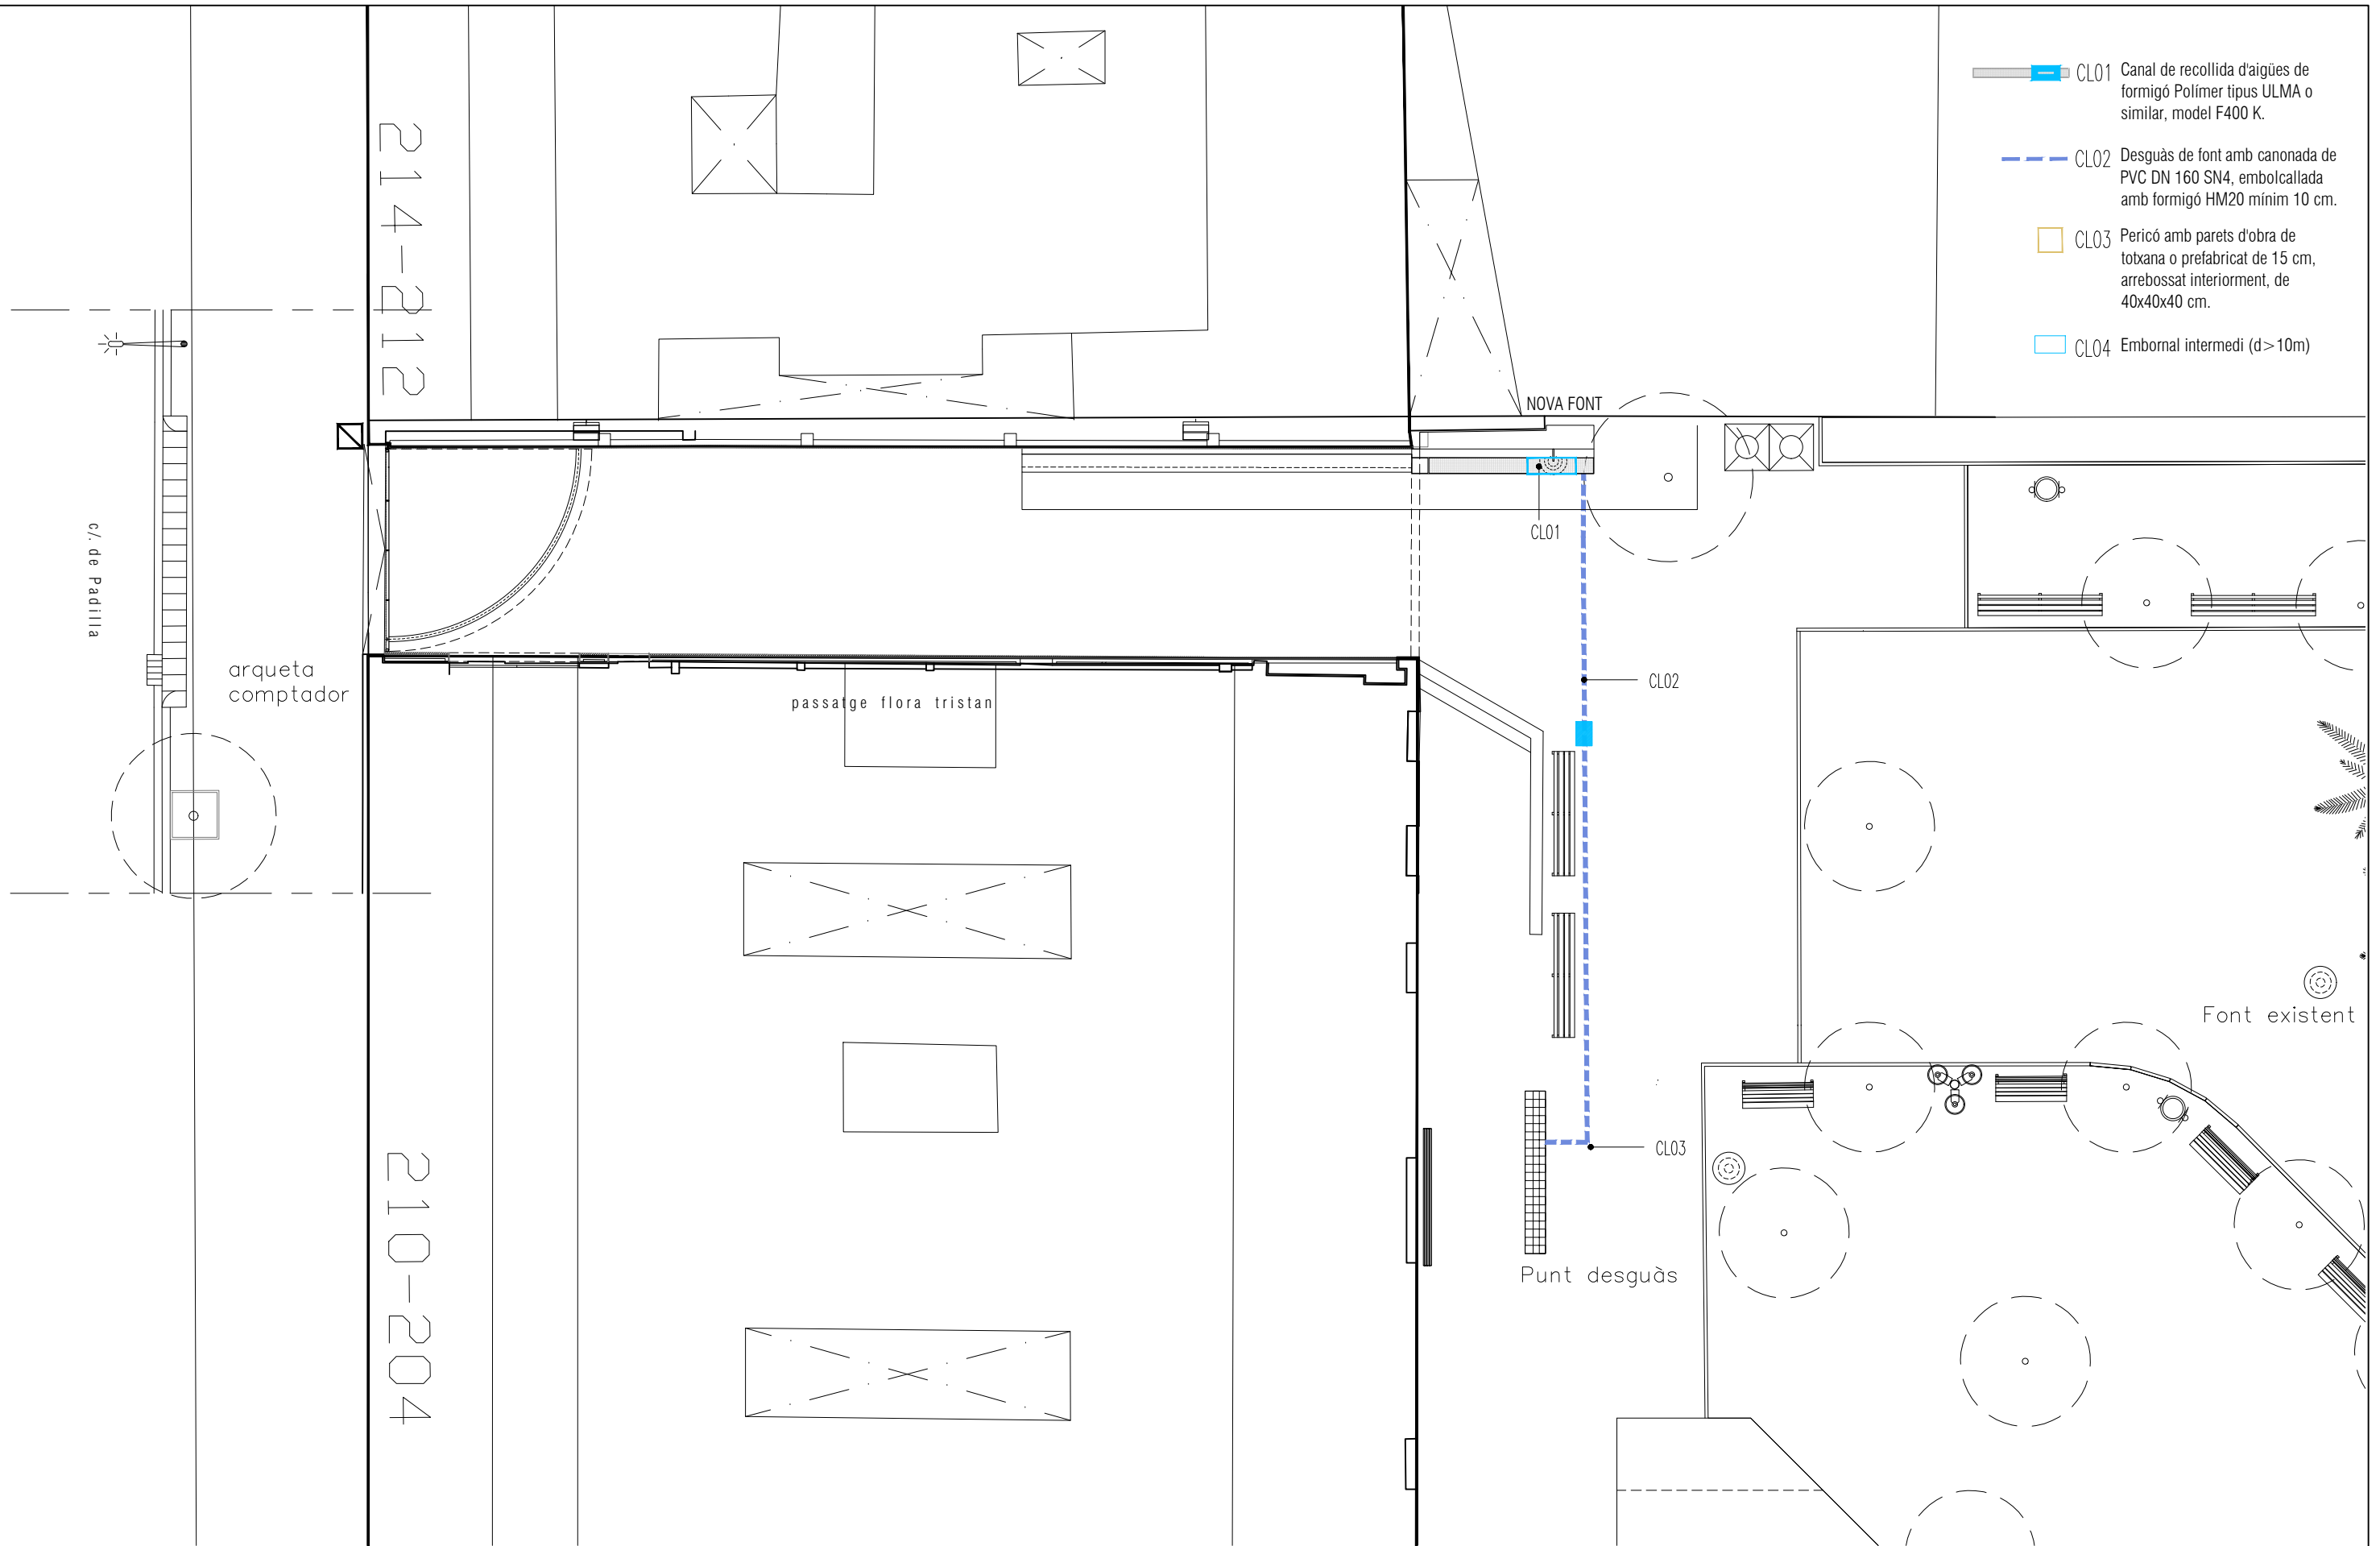 CL01 Canal de recollida d'aigües de
formigó Polímer tipus ULMA o
similar, model F400 K.
CL02 Desguàs de font amb canonada de
PVC DN 160 SN4, embolcallada
amb formigó HM20 mínim 10 cm.
CL03 Pericó amb parets d'obra de
totxana o prefabricat de 15 cm,
arrebossat interiorment, de
40x40x40 cm.
CL04 Embornal intermedi (d>10m)
214-212
NOVA FONT
CL01
c/. de Padilla
arqueta
comptador
passatge flora tristan
CL02
Font existent
CL03
210-204
Punt desguàs